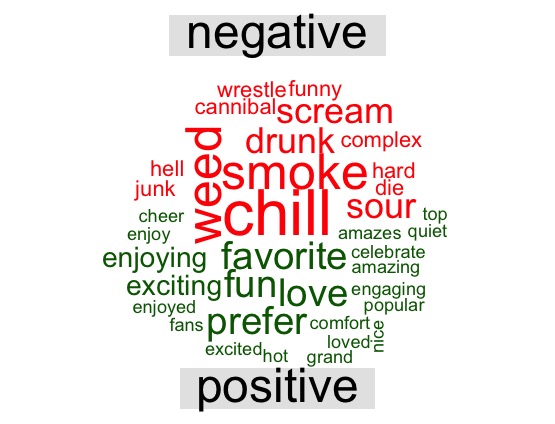 negative
wrestle funny
cannibal scream
weed drunk complex
hell smoke hard
junk chill die
sour
cheer top
enjoy amazes quiet
enjoying favorite celebrate
amazing
exciting fun love engaging
enjoyed popular
fans prefer comfort nice
loved
excited hot grand
positive